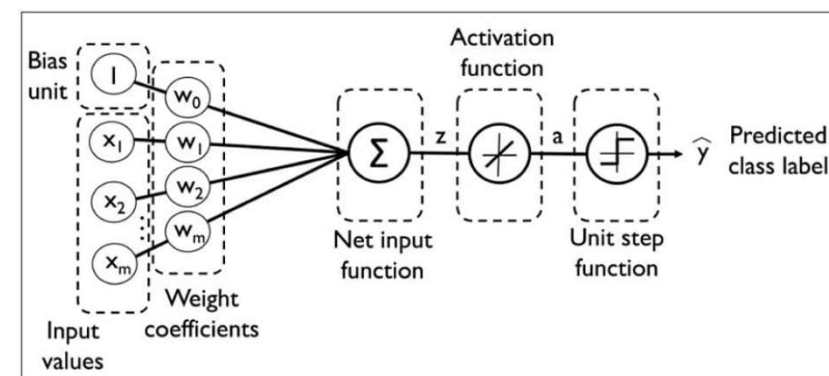 Activation
function
Bias
unit
1
w₀
x₁
w₁
x₂
w₂
⋮
xₘ
wₘ
Σ
z
a
ŷ
Predicted
class label
Net input
function
Unit step
function
Weight
coefficients
Input
values